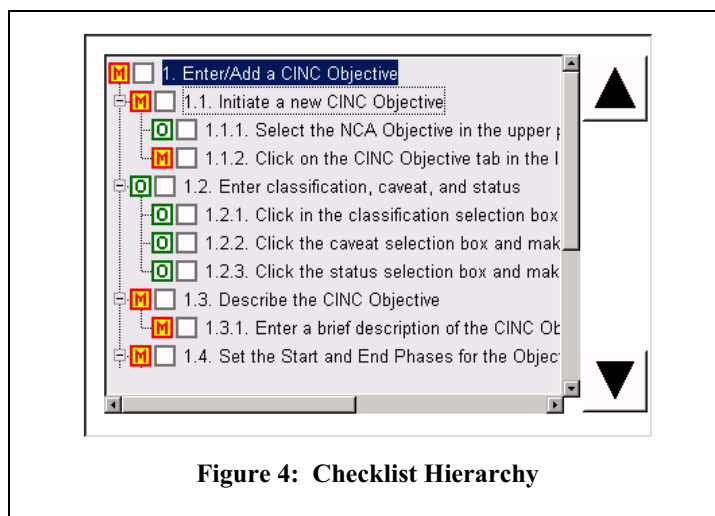 M 1. Enter/Add a CINC Objective
M 1.1. Initiate a new CINC Objective
O 1.1.1. Select the NCA Objective in the upper
M 1.1.2. Click on the CINC Objective tab in the
O 1.2. Enter classification, caveat, and status
O 1.2.1. Click in the classification selection box
O 1.2.2. Click the caveat selection box and mak
O 1.2.3. Click the status selection box and mak
M 1.3. Describe the CINC Objective
M 1.3.1. Enter a brief description of the CINC Ob
M 1.4. Set the Start and End Phases for the Objec
Figure 4: Checklist Hierarchy